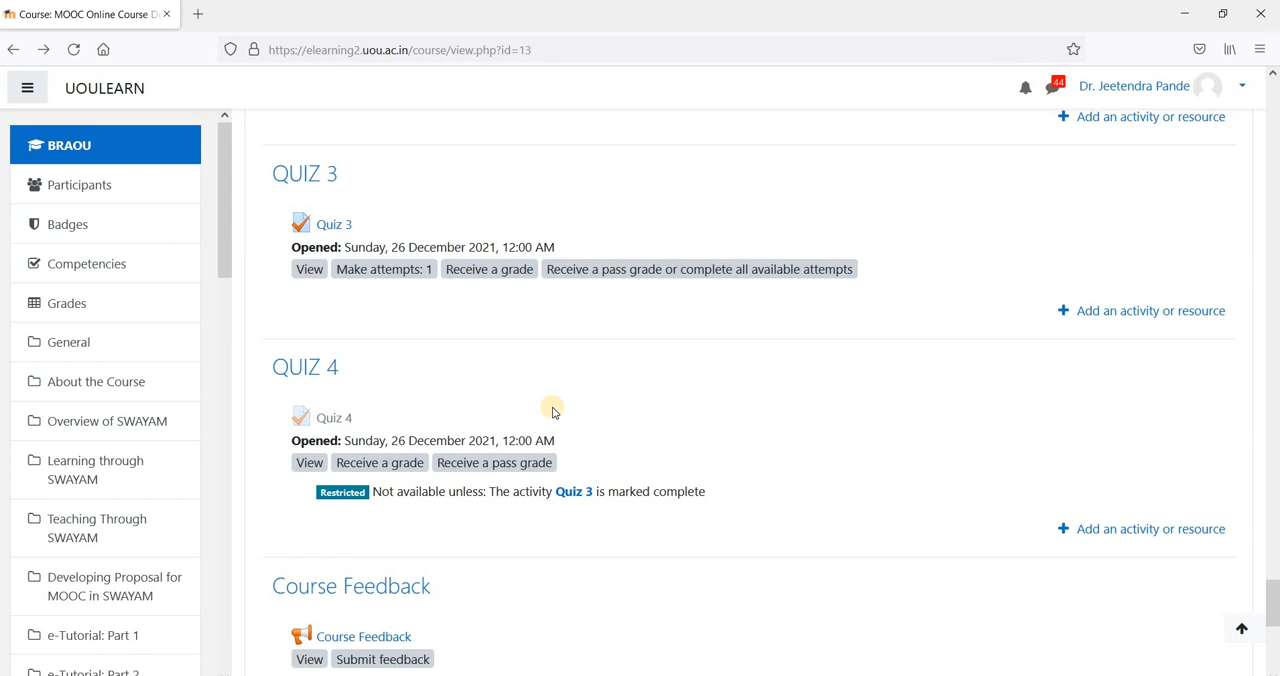 Course: MOOC Online Course D
https://elearning2.uou.ac.in/course/view.php?id=13
UOULEARN
44
Dr. Jeetendra Pande
BRAOU
Participants
Badges
Competencies
Grades
General
About the Course
Overview of SWAYAM
Learning through
SWAYAM
Teaching Through
SWAYAM
Developing Proposal for
MOOC in SWAYAM
e-Tutorial: Part 1
e-Tutorial: Part 2
Add an activity or resource
QUIZ 3
Quiz 3
Opened: Sunday, 26 December 2021, 12:00 AM
View Make attempts: 1 Receive a grade Receive a pass grade or complete all available attempts
Add an activity or resource
QUIZ 4
Quiz 4
Opened: Sunday, 26 December 2021, 12:00 AM
View Receive a grade Receive a pass grade
Restricted Not available unless: The activity Quiz 3 is marked complete
Add an activity or resource
Course Feedback
Course Feedback
View Submit feedback